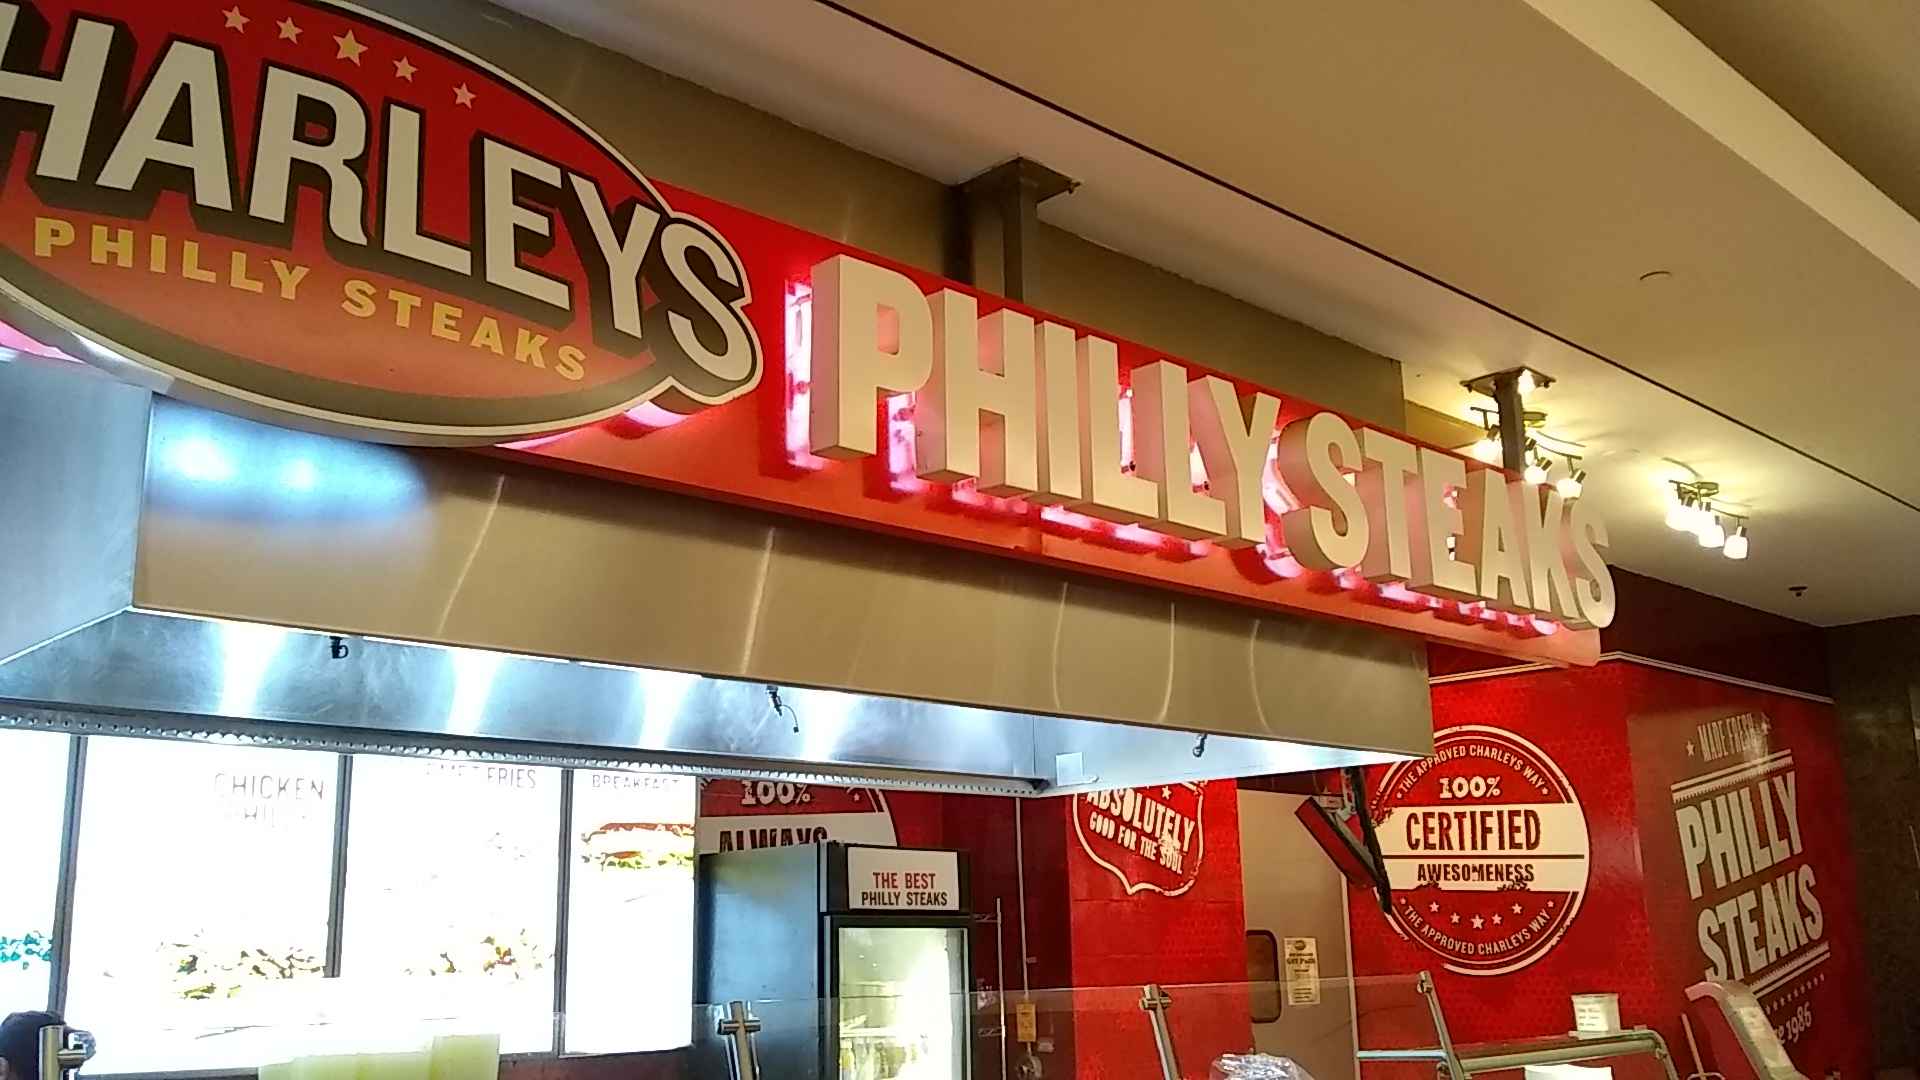 HARLEYS
PHILLY STEAKS
PHILLY STEAKS
CHICKEN
PHILLY
FRIES
BREAKFAST
100%
ALWAYS
THE BEST
PHILLY STEAKS
ABSOLUTELY
GOOD FOR THE SOUL
THE APPROVED CHARLEYS WAY
100%
CERTIFIED
AWESOMENESS
THE APPROVED CHARLEYS WAY
MADE FRESH
PHILLY
STEAKS
1986